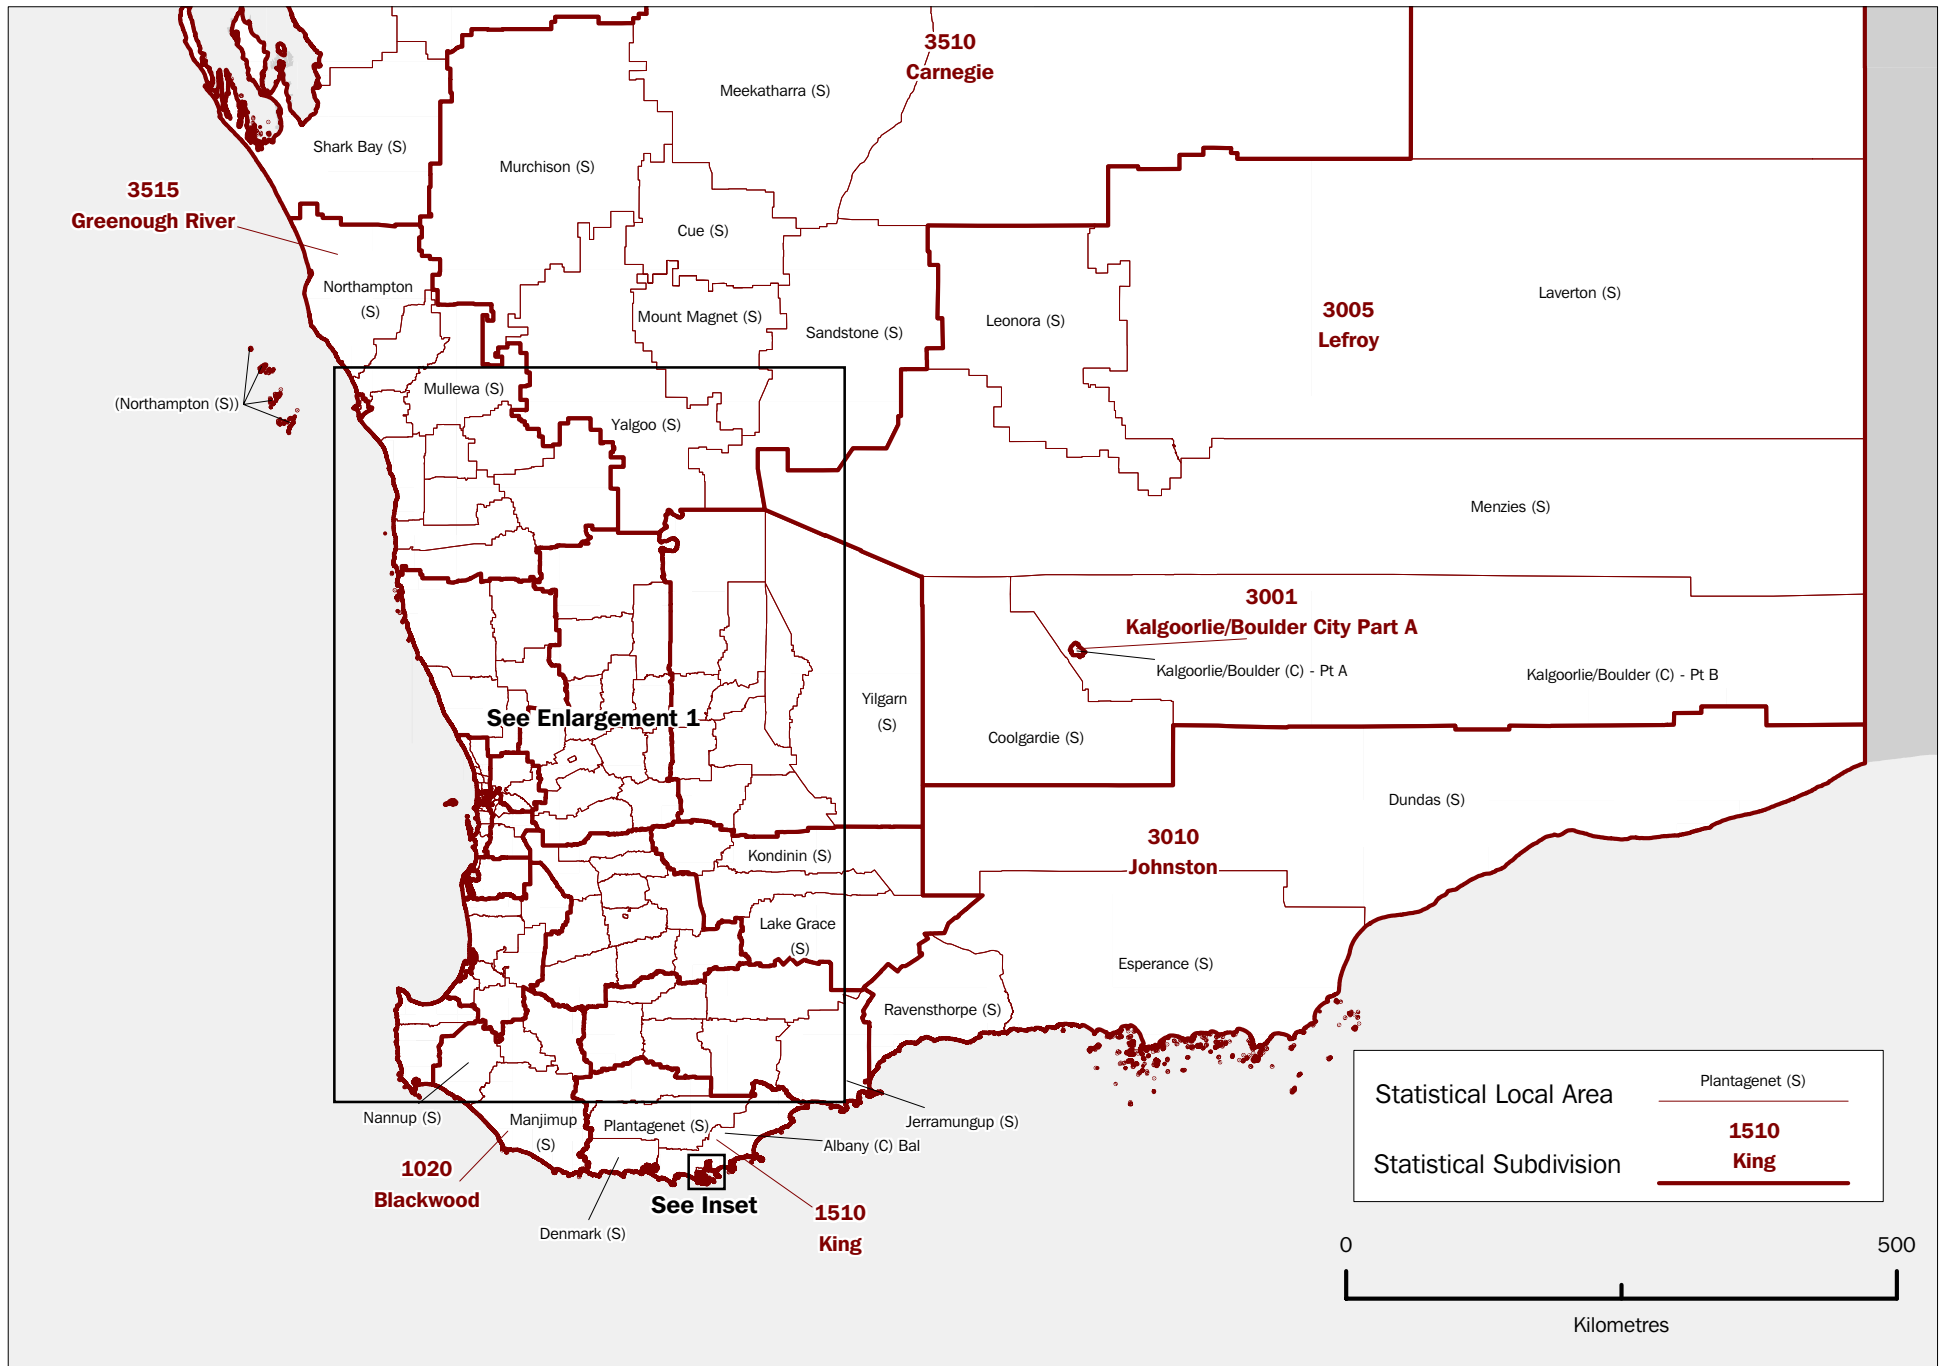 3510
Carnegie
Meekatharra (S)
Shark Bay (S)
Murchison (S)
3515
Greenough River
Cue (S)
Northampton
(S)
Mount Magnet (S)
Sandstone (S)
Leonora (S)
3005
Lefroy
Laverton (S)
(Northampton (S))
Mullewa (S)
Yalgoo (S)
Menzies (S)
3001
Kalgoorlie/Boulder City Part A
Kalgoorlie/Boulder (C) - Pt A
Kalgoorlie/Boulder (C) - Pt B
See Enlargement 1
Yilgarn
(S)
Coolgardie (S)
Dundas (S)
3010
Johnston
Kondinin (S)
Lake Grace
(S)
Esperance (S)
Ravensthorpe (S)
Nannup (S)
Manjimup
(S)
Plantagenet (S)
Jerramungup (S)
Albany (C) Bal
1020
Blackwood
See Inset
1510
King
Denmark (S)
Statistical Local Area
Plantagenet (S)
Statistical Subdivision
1510
King
0
500
Kilometres